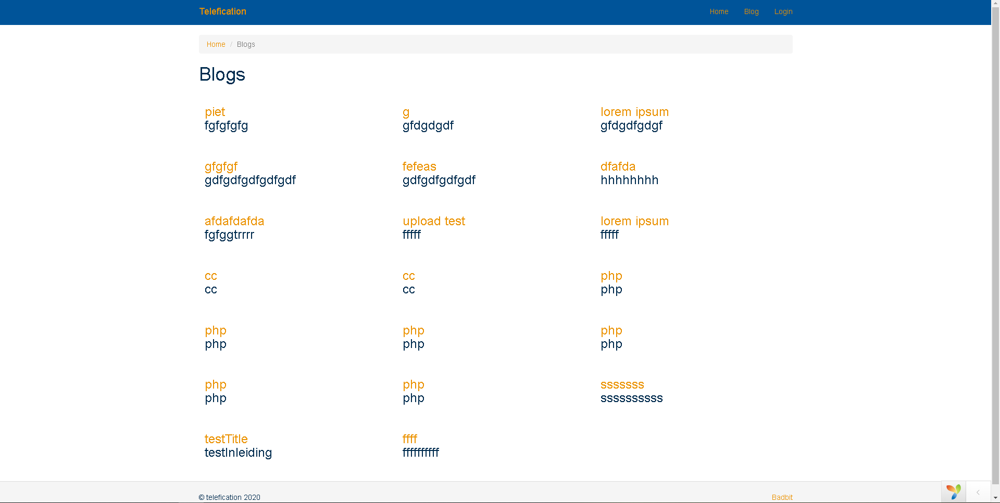 Telefication Home Blog Login
Home / Blogs
Blogs
piet g lorem ipsum
fgfgfgfg gfdgdgdf gfdgdfgdgf
gfgfgf fefeas dfafda
gdfgdfgdfgdfgdf gdfgdfgdfgdf hhhhhhhh
afdafdafda upload test lorem ipsum
fgfggtrrrr fffff fffff
cc cc php
cc cc php
php php php
php php php
php php sssssss
php php ssssssssss
testTitle ffff
testInleiding ffffffffff
© telefication 2020 Badbit